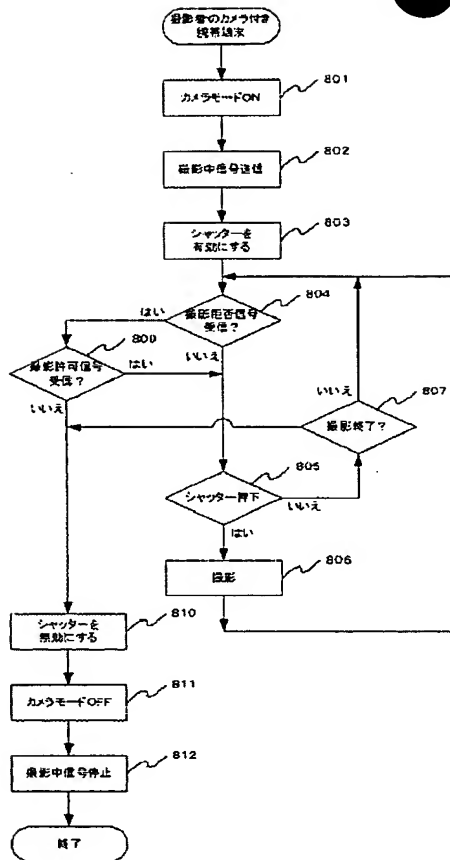 撮影者のカメラ付き
携帯端末
801
カメラモードON
802
撮影中信号送信
803
シャッターを
有効にする
804
撮影拒否信号
受信？
はい
いいえ
809
撮影許可信号
受信？
はい
いいえ
807
撮影終了？
いいえ
805
シャッター押下
いいえ
はい
806
撮影
810
シャッターを
無効にする
811
カメラモードOFF
812
撮影中信号停止
終了